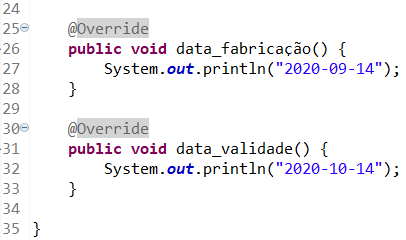 24
25 @Override
26 public void data_fabricação() {
27 System.out.println("2020-09-14");
28 }
29
30 @Override
31 public void data_validade() {
32 System.out.println("2020-10-14");
33 }
34
35 }